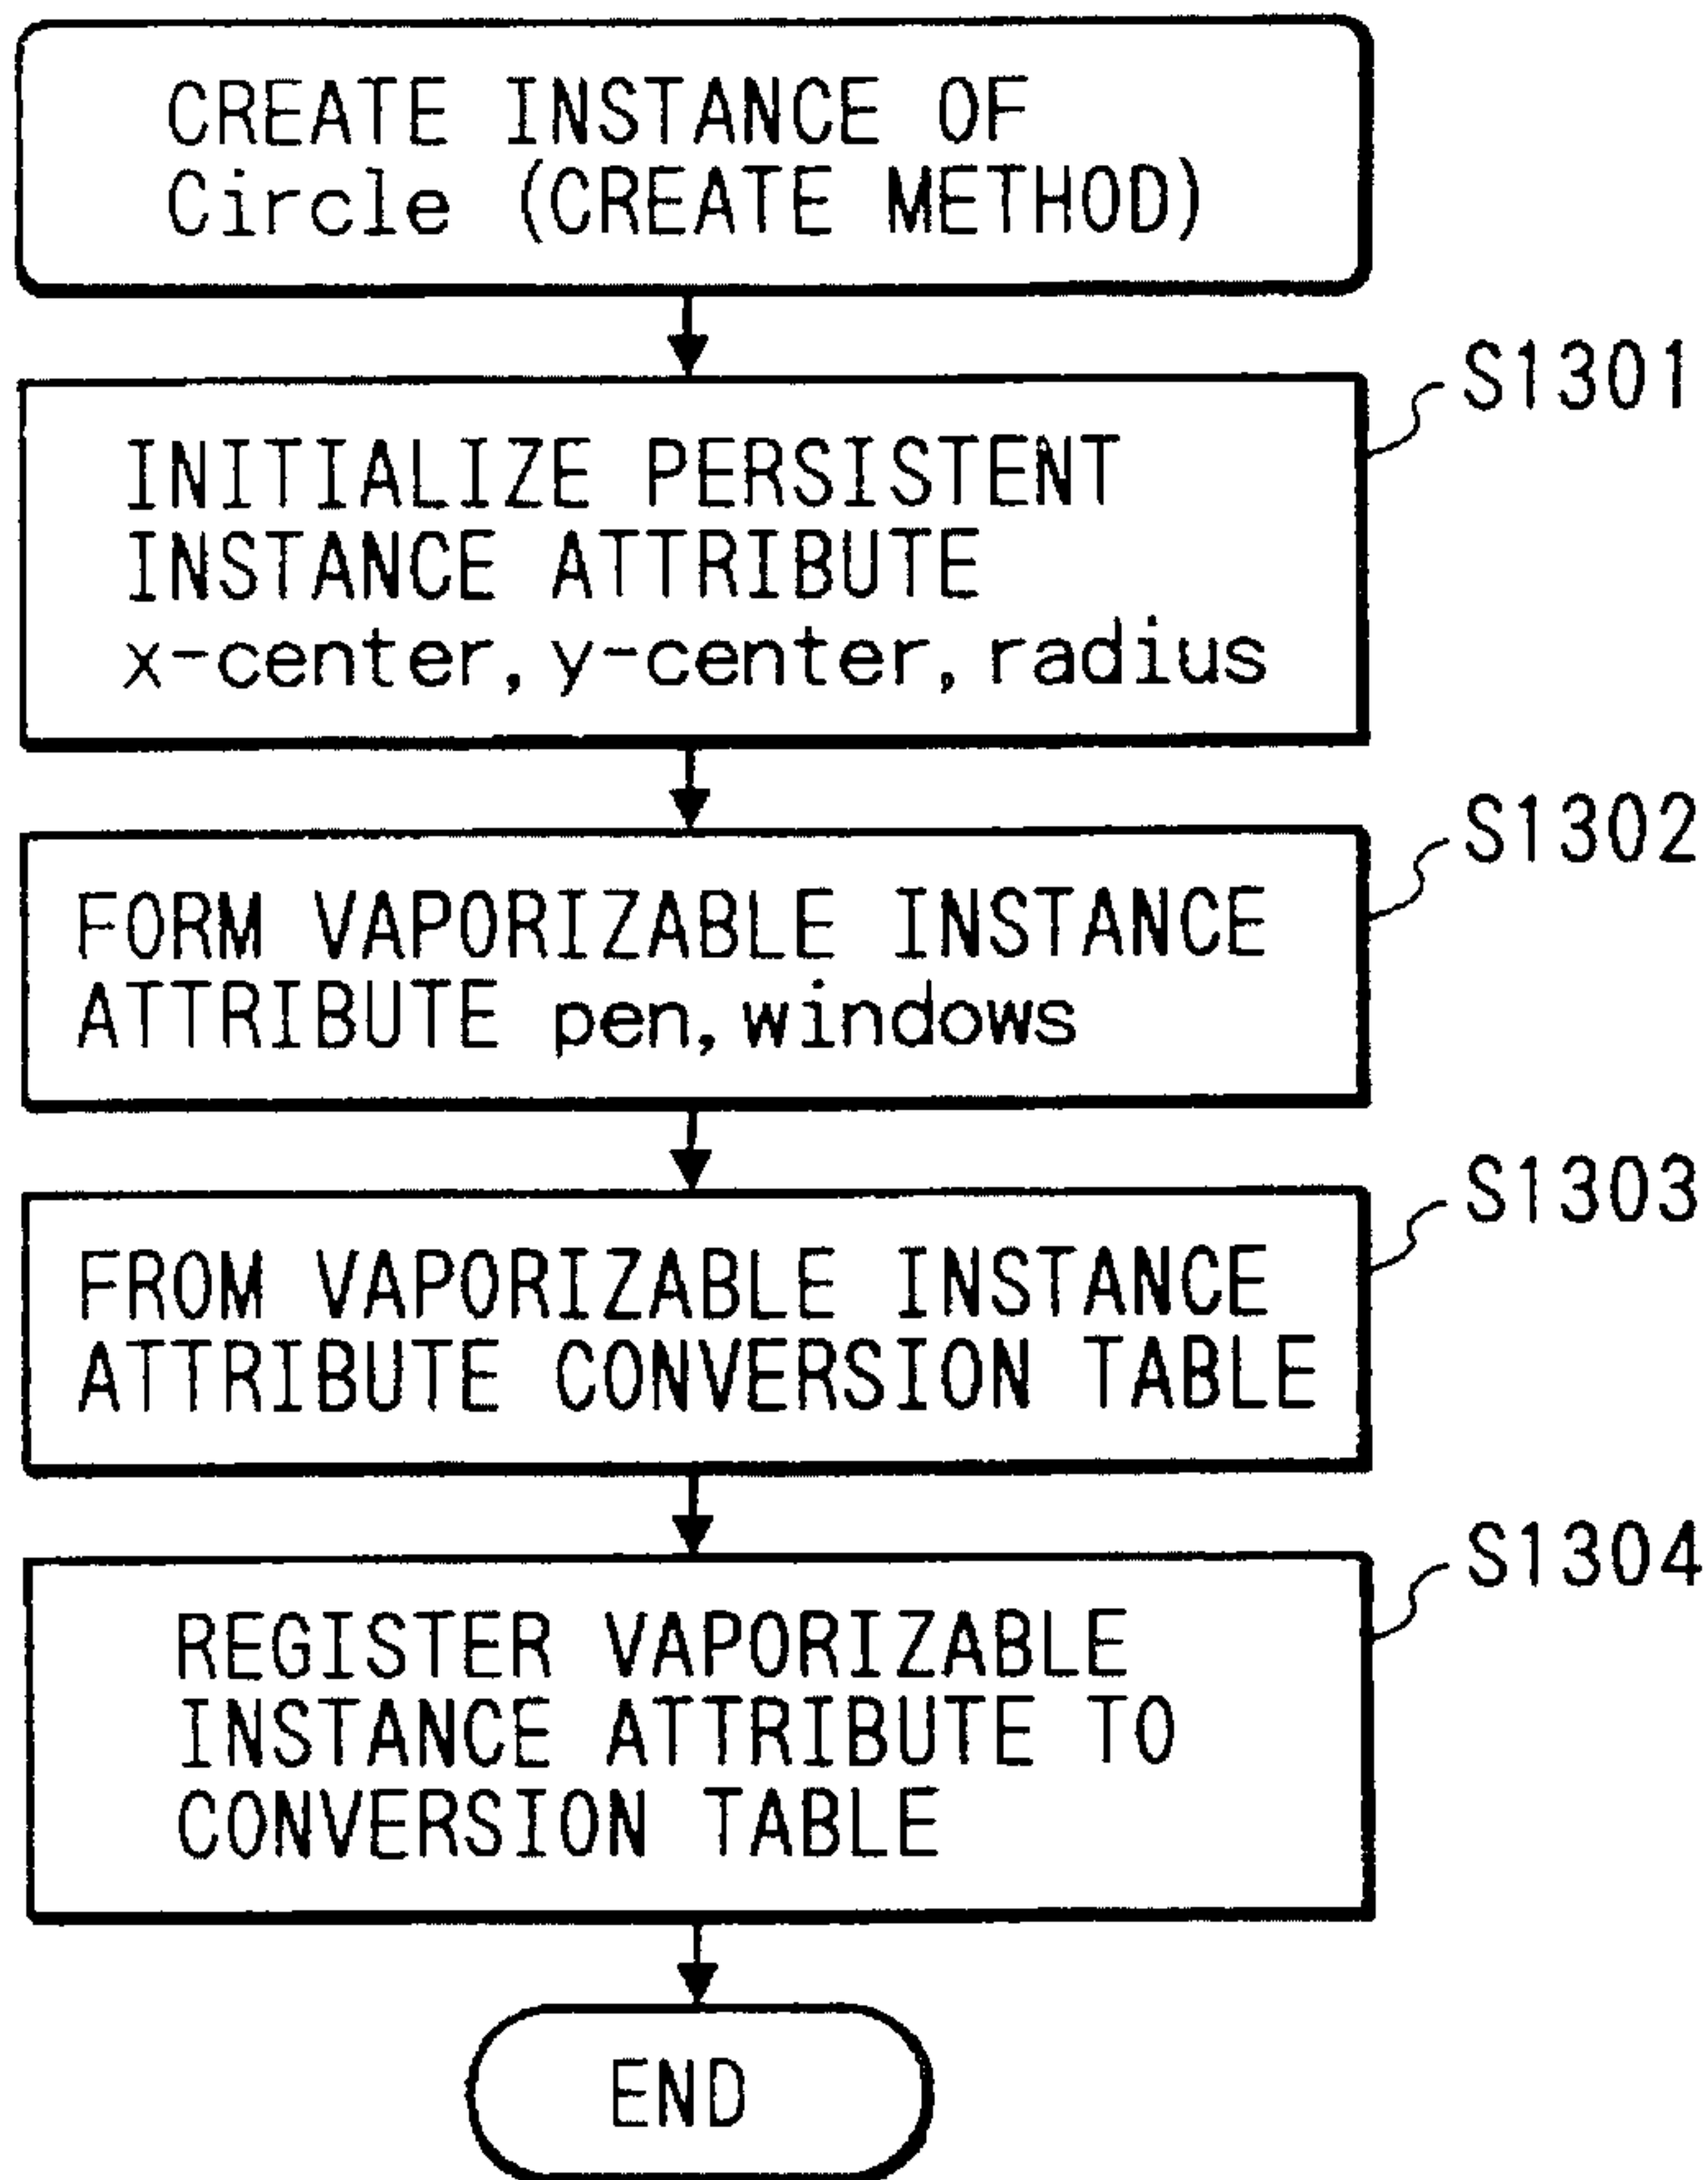 CREATE INSTANCE OF
Circle (CREATE METHOD)
S1301
INITIALIZE PERSISTENT
INSTANCE ATTRIBUTE
x-center, y-center, radius
S1302
FORM VAPORIZABLE INSTANCE
ATTRIBUTE pen, windows
S1303
FROM VAPORIZABLE INSTANCE
ATTRIBUTE CONVERSION TABLE
S1304
REGISTER VAPORIZABLE
INSTANCE ATTRIBUTE TO
CONVERSION TABLE
END